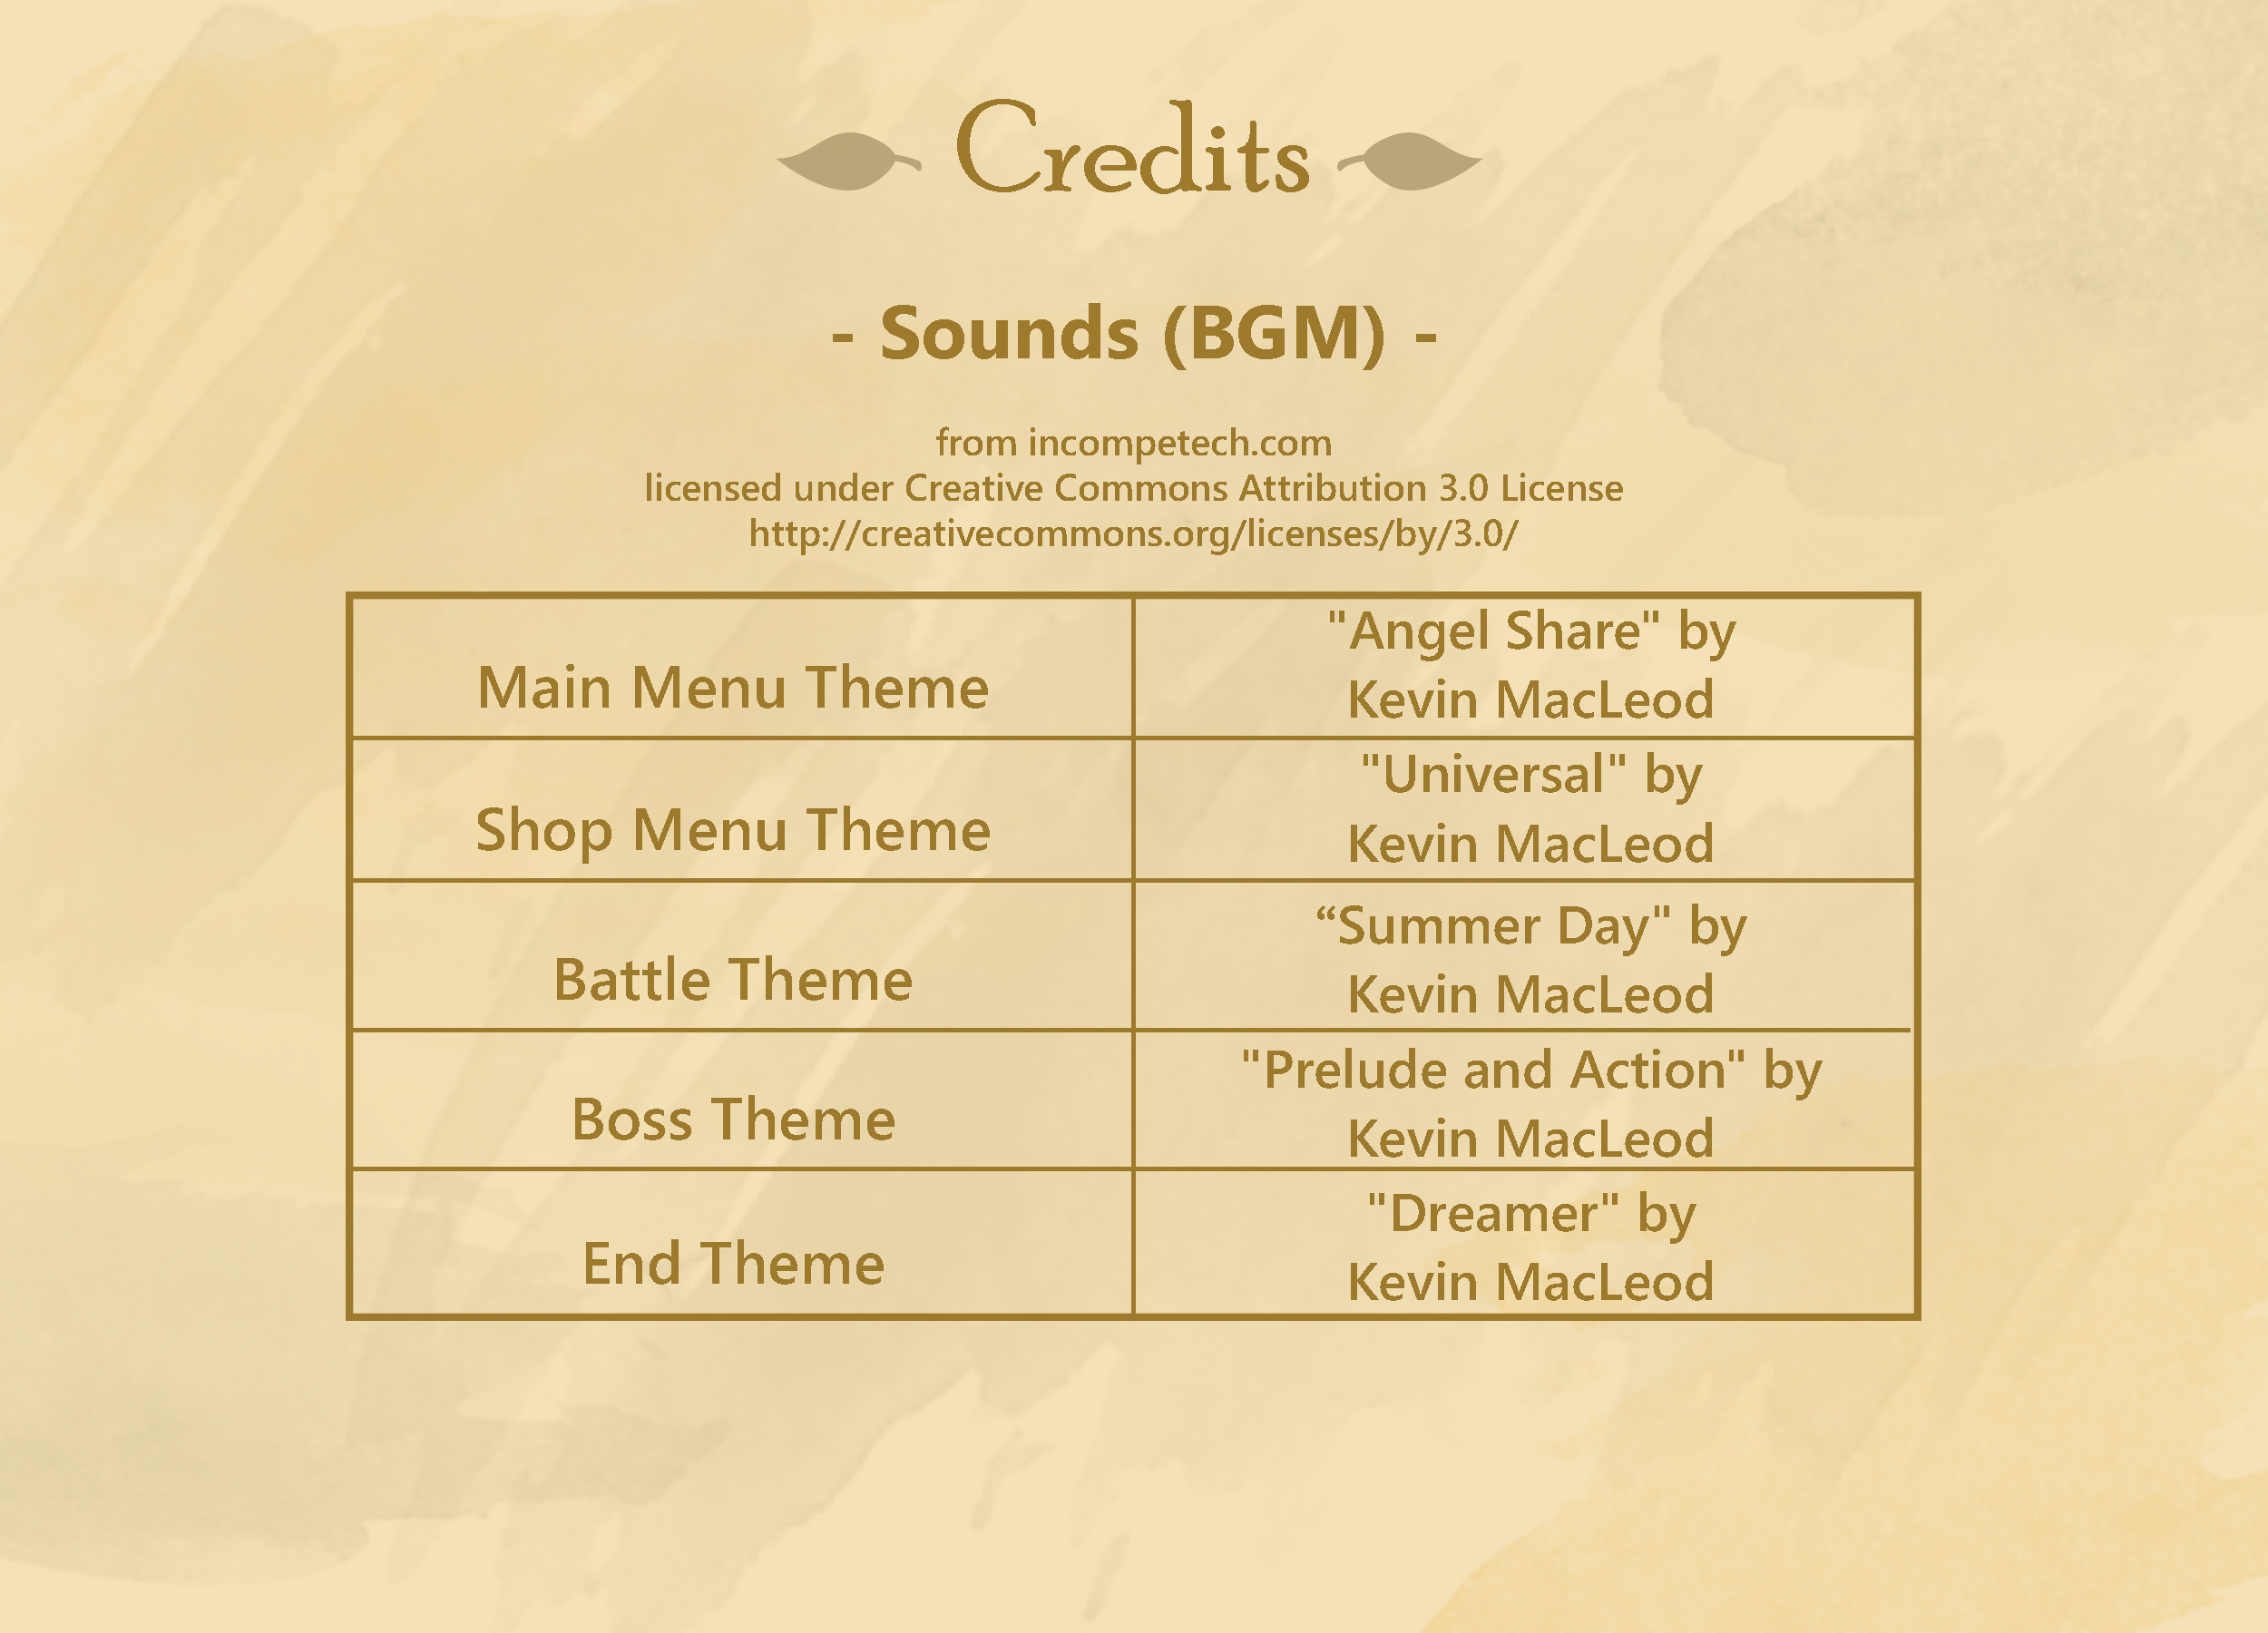 Credits
- Sounds (BGM) -
from incompetech.com
licensed under Creative Commons Attribution 3.0 License
http://creativecommons.org/licenses/by/3.0/
Main Menu Theme
"Angel Share" by
Kevin MacLeod
Shop Menu Theme
"Universal" by
Kevin MacLeod
Battle Theme
“Summer Day" by
Kevin MacLeod
Boss Theme
"Prelude and Action" by
Kevin MacLeod
End Theme
"Dreamer" by
Kevin MacLeod